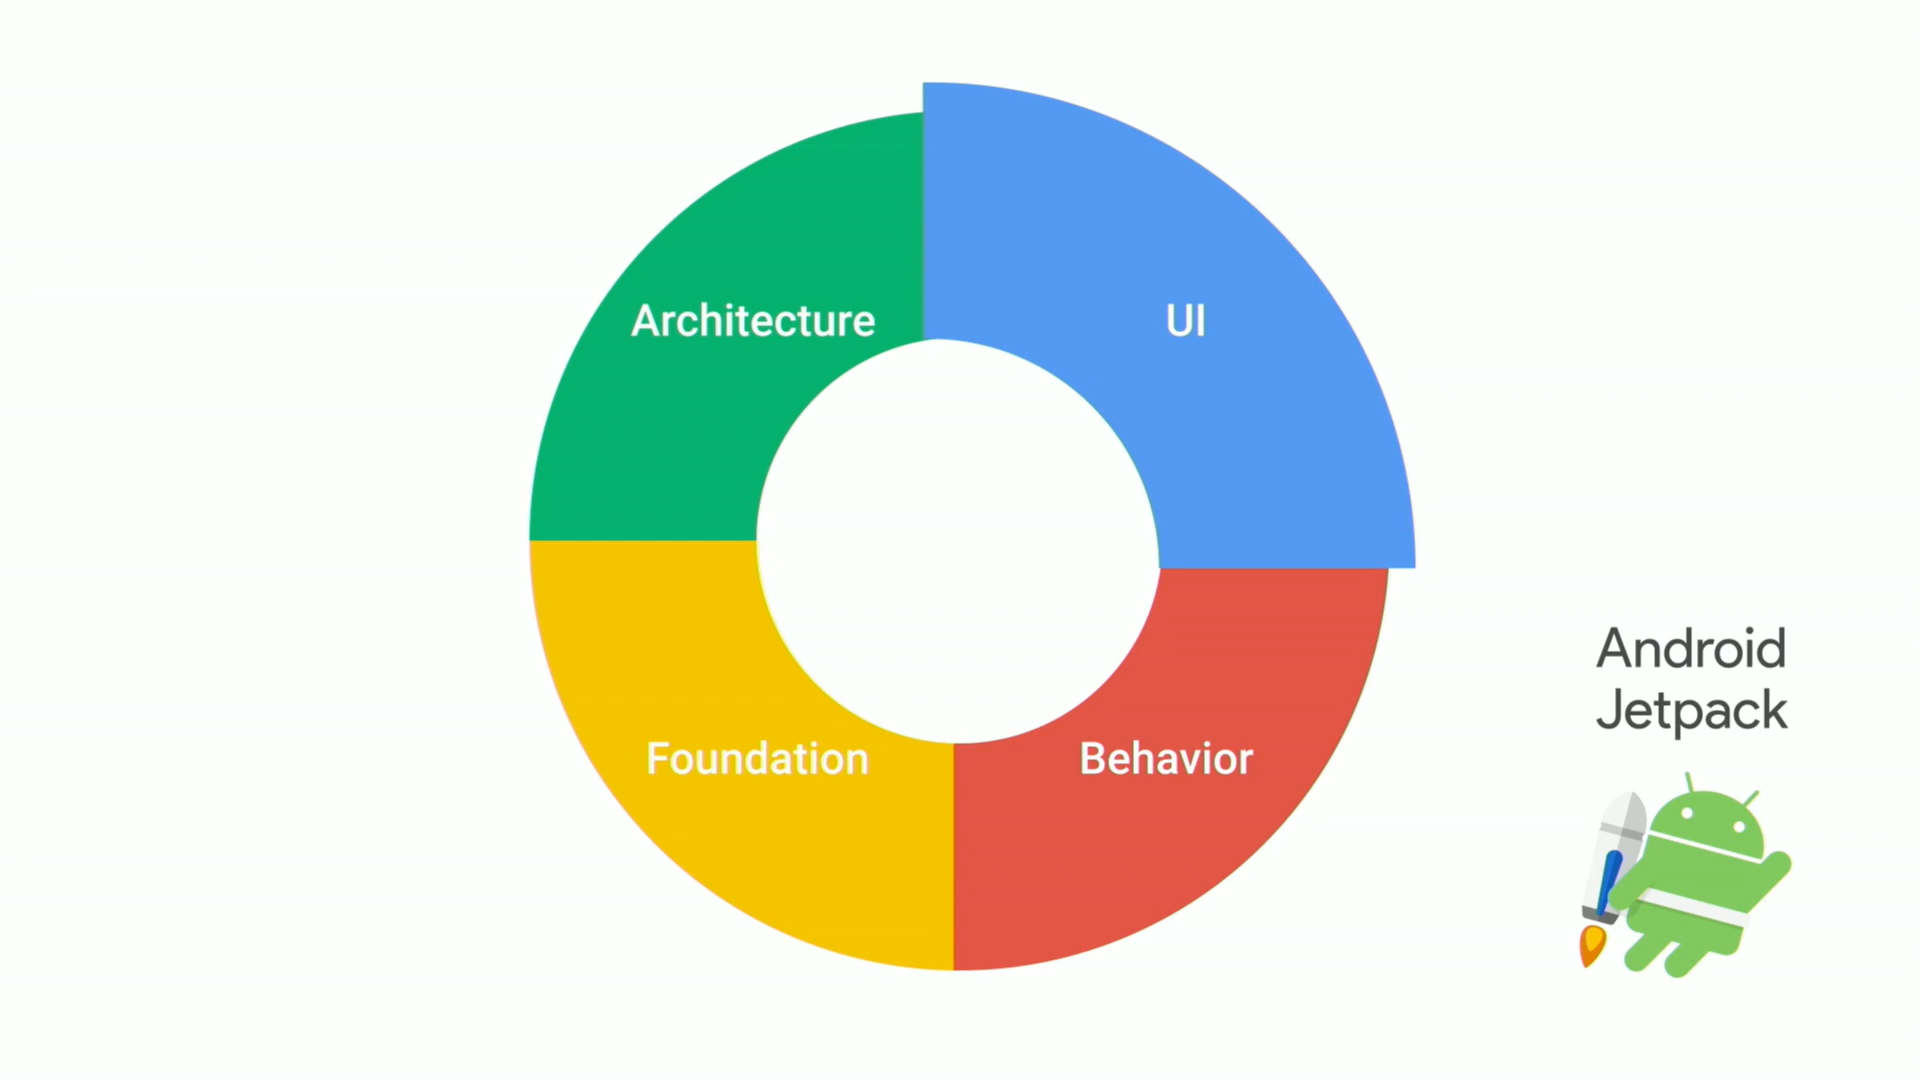 Architecture
UI
Foundation
Behavior
Android
Jetpack